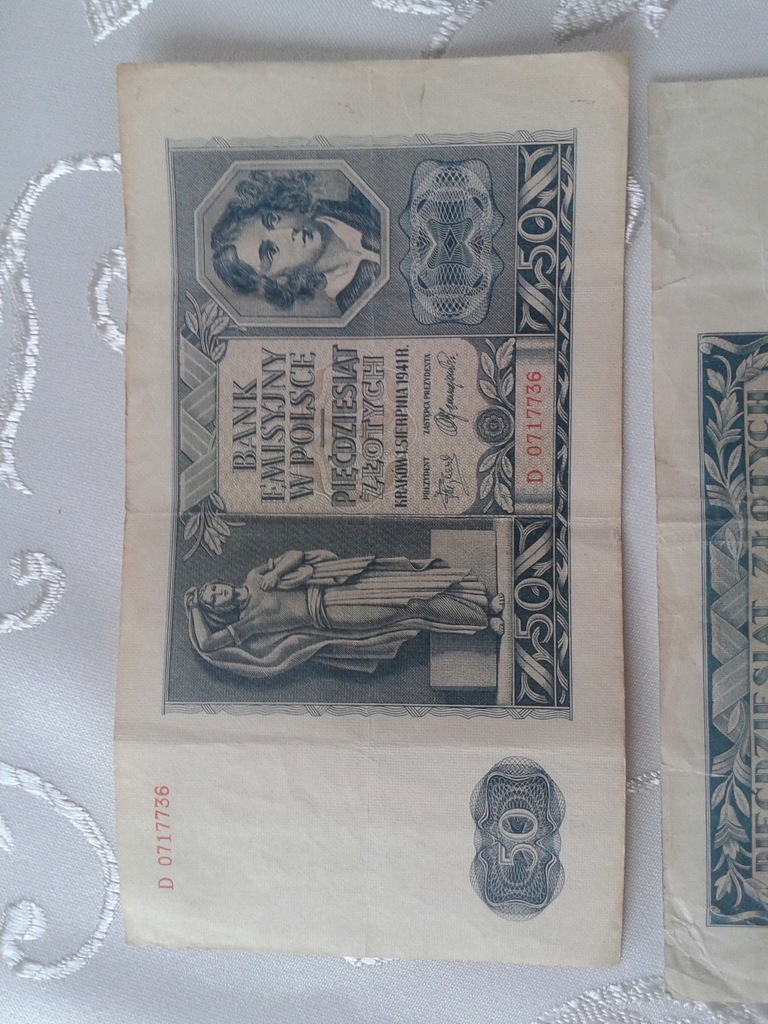 BANK
EMISYJNY
W POLSCE
PIĘĆDZIESIĄT
ZŁOTYCH
KRAKÓW 1. SIERPNIA 1941 R.
PREZYDENT ZASTĘPCA PREZYDENTA
D 0717736
50
50
D 0717736
50
PIĘĆDZIESIĄT ZŁOTYCH